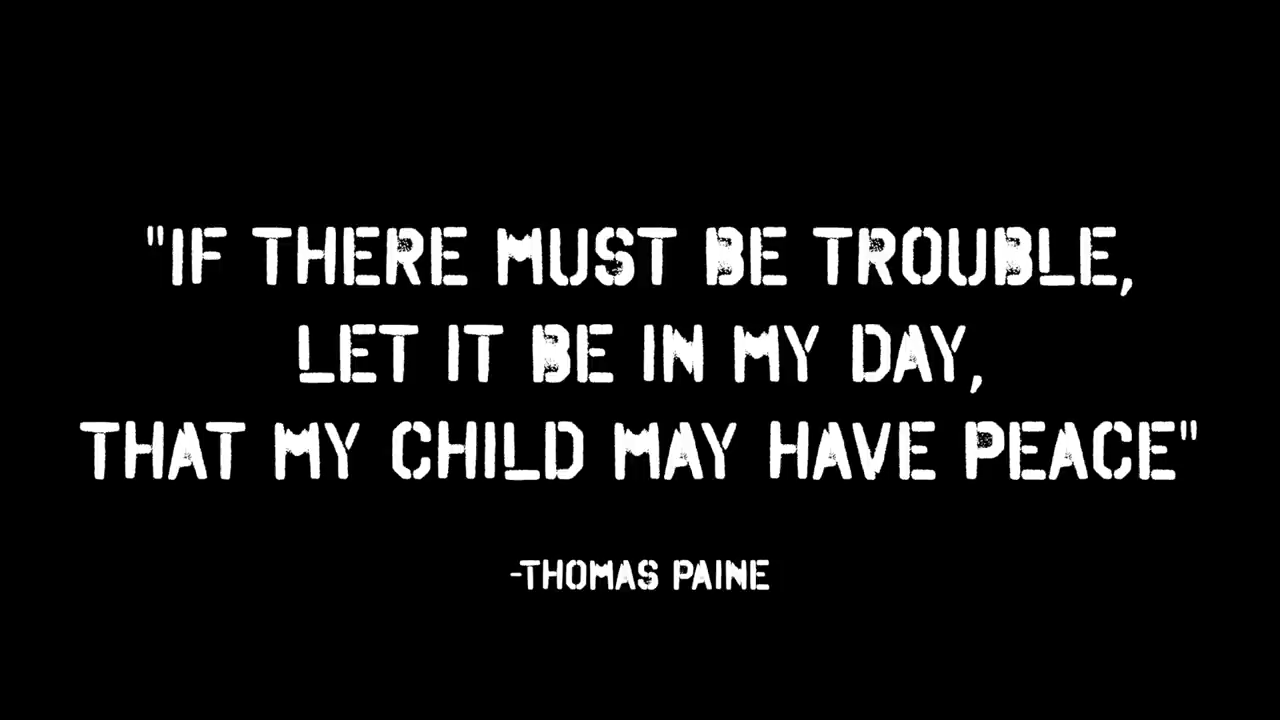 "IF THERE MUST BE TROUBLE,
LET IT BE IN MY DAY,
THAT MY CHILD MAY HAVE PEACE"
-THOMAS PAINE